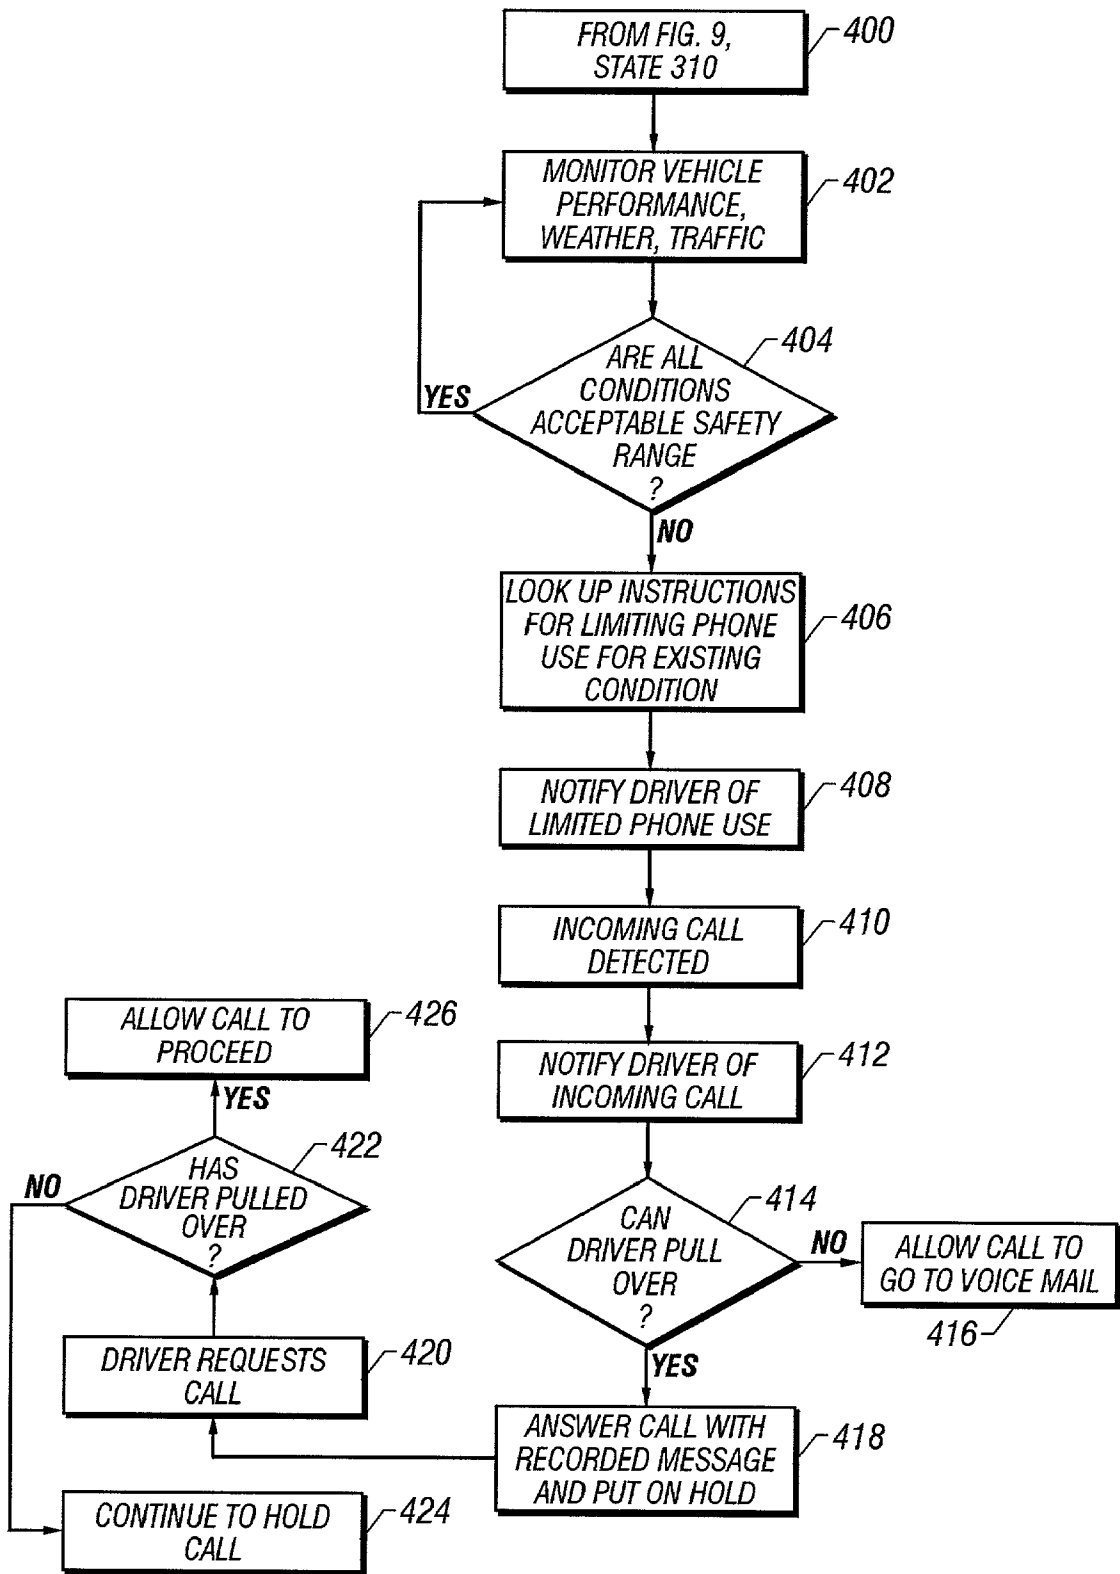 FROM FIG. 9,
STATE 310
400
MONITOR VEHICLE
PERFORMANCE,
WEATHER, TRAFFIC
402
ARE ALL
CONDITIONS
ACCEPTABLE SAFETY
RANGE
?
404
YES
NO
LOOK UP INSTRUCTIONS
FOR LIMITING PHONE
USE FOR EXISTING
CONDITION
406
NOTIFY DRIVER OF
LIMITED PHONE USE
408
INCOMING CALL
DETECTED
410
NOTIFY DRIVER OF
INCOMING CALL
412
CAN
DRIVER PULL
OVER
?
414
NO
ALLOW CALL TO
GO TO VOICE MAIL
416
YES
ANSWER CALL WITH
RECORDED MESSAGE
AND PUT ON HOLD
418
DRIVER REQUESTS
CALL
420
HAS
DRIVER PULLED
OVER
?
422
YES
ALLOW CALL TO
PROCEED
426
NO
CONTINUE TO HOLD
CALL
424